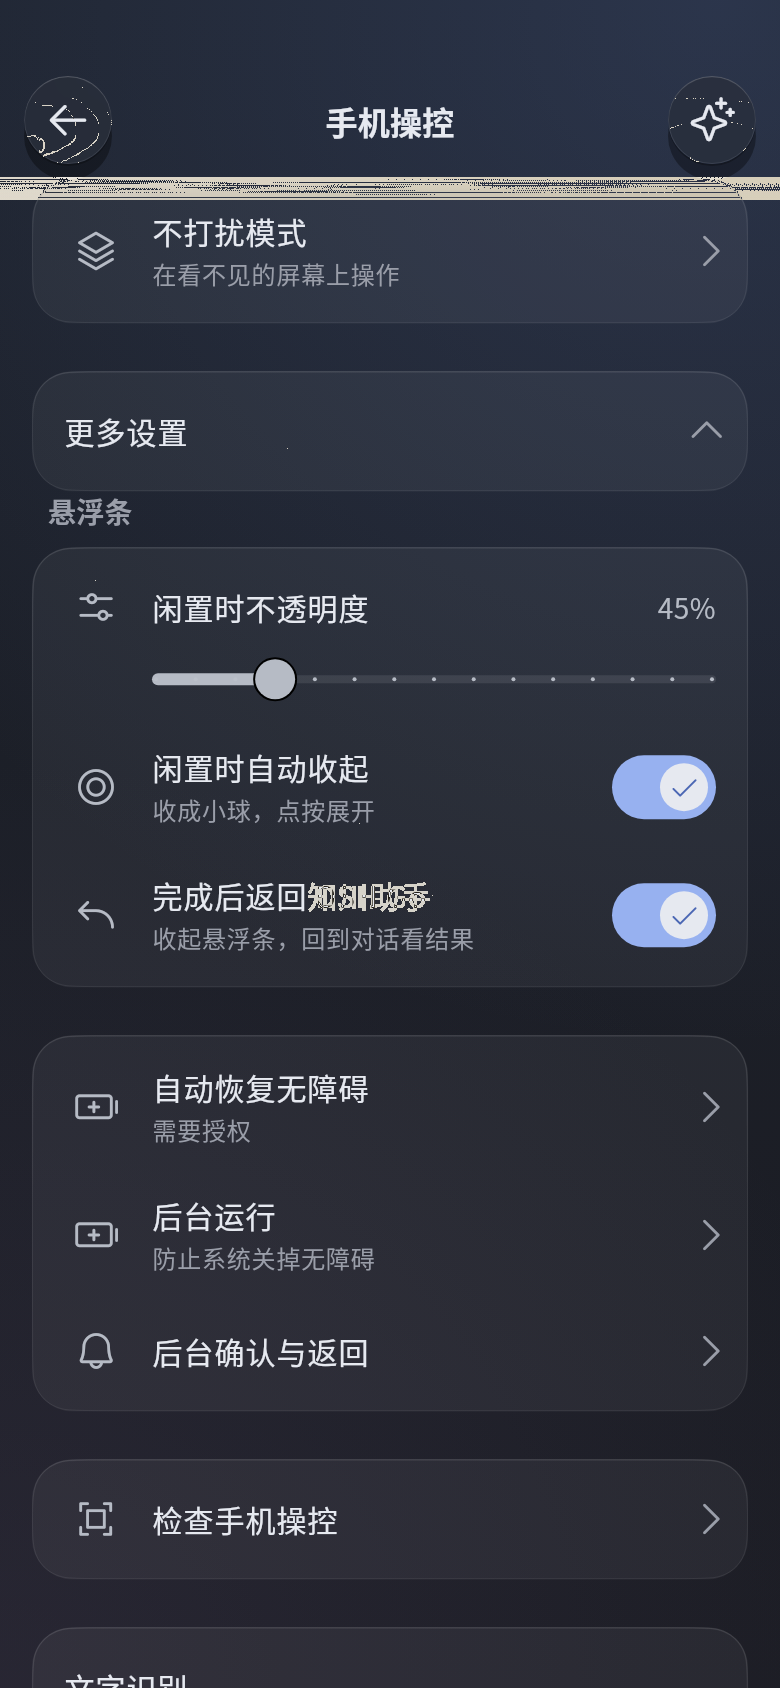 手机操控
不打扰模式
在看不见的屏幕上操作
更多设置
悬浮条
闲置时不透明度
45%
闲置时自动收起
收成小球，点按展开
完成后返回
收起悬浮条，回到对话看结果
自动恢复无障碍
需要授权
后台运行
防止系统关掉无障碍
后台确认与返回
检查手机操控
文字识别